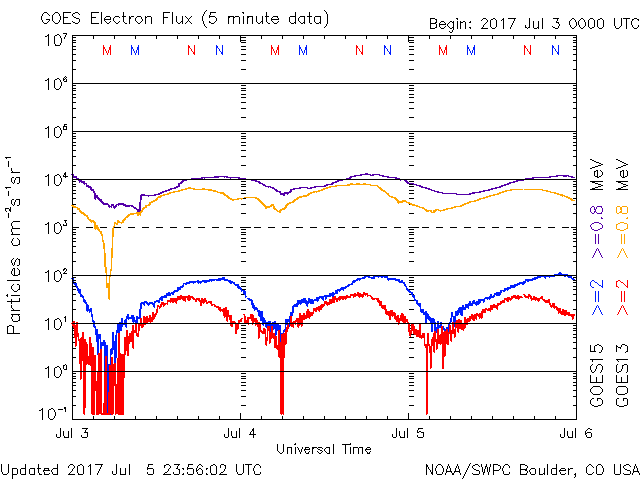 GOES Electron Flux (5 minute data)
Begin: 2017 Jul 3 0000 UTC
10⁷
M M N N M M N N M M N N
10⁶
10⁵
10⁴
10³
10²
10¹
10⁰
10⁻¹
Particles cm⁻²s⁻¹sr⁻¹
Jul 3 Jul 4 Jul 5 Jul 6
Universal Time
GOES15 >=2 >=0.8 MeV
GOES13 >=2 >=0.8 MeV
Updated 2017 Jul 5 23:56:02 UTC
NOAA/SWPC Boulder, CO USA